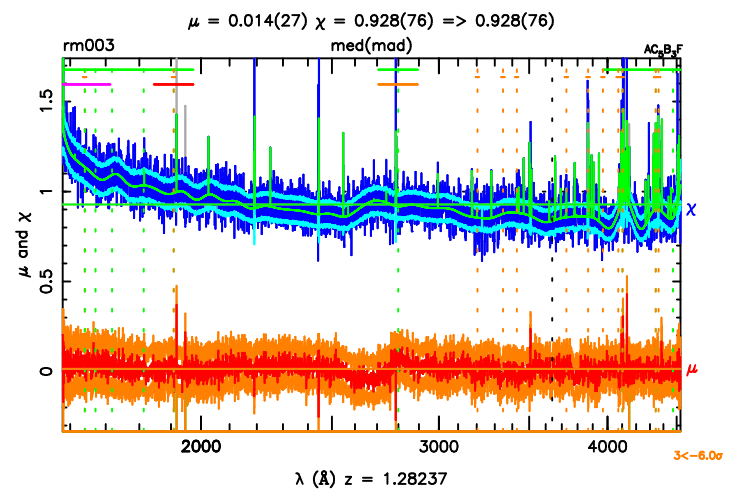 μ = 0.014(27) χ = 0.928(76) => 0.928(76)
rm003 med(mad) AC₅B₃F
1.5
1
0.5
0
μ and χ
χ
μ
2000 3000 4000
3<-6.0σ
λ (Å) z = 1.28237